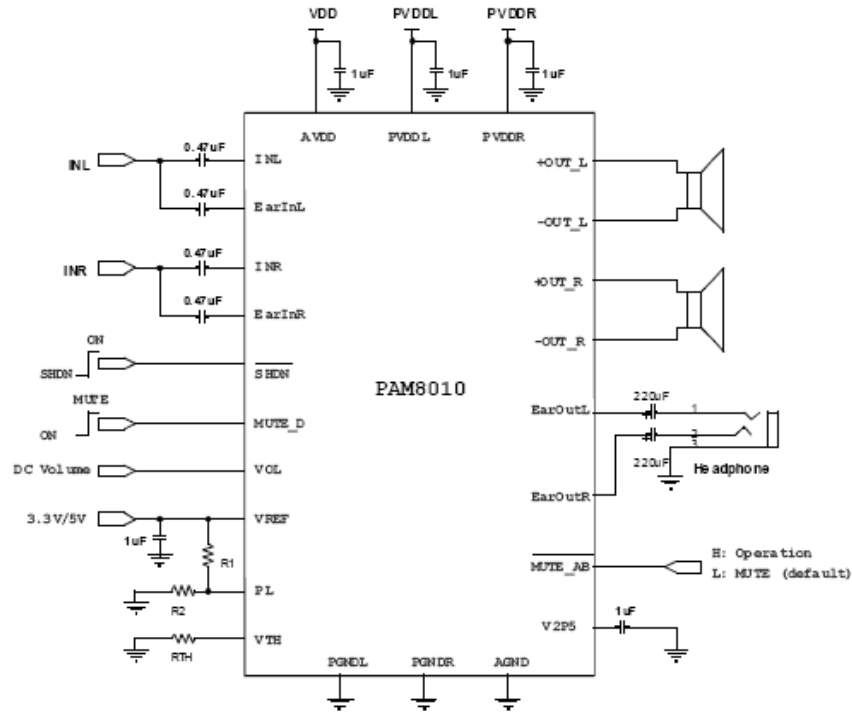 VDD PVDDL PVDDR
1uF 1uF 1uF
AVDD PVDDL PVDDR
INL 0.47uF INL +OUT_L
0.47uF EarInL -OUT_L
INR 0.47uF INR +OUT_R
0.47uF EarInR -OUT_R
ON
SHDN SHDN
PAM8010
MUTE
ON MUTE_D
EarOutL 220uF 1
2
3
220uF Headphone
DC Volume VOL
EarOutR
3.3V/5V VREF
1uF R1
MUTE_AB H: Operation
L: MUTE (default)
R2 PL
V2P5 1uF
RTH VTH
PGNDL PGNDR AGND